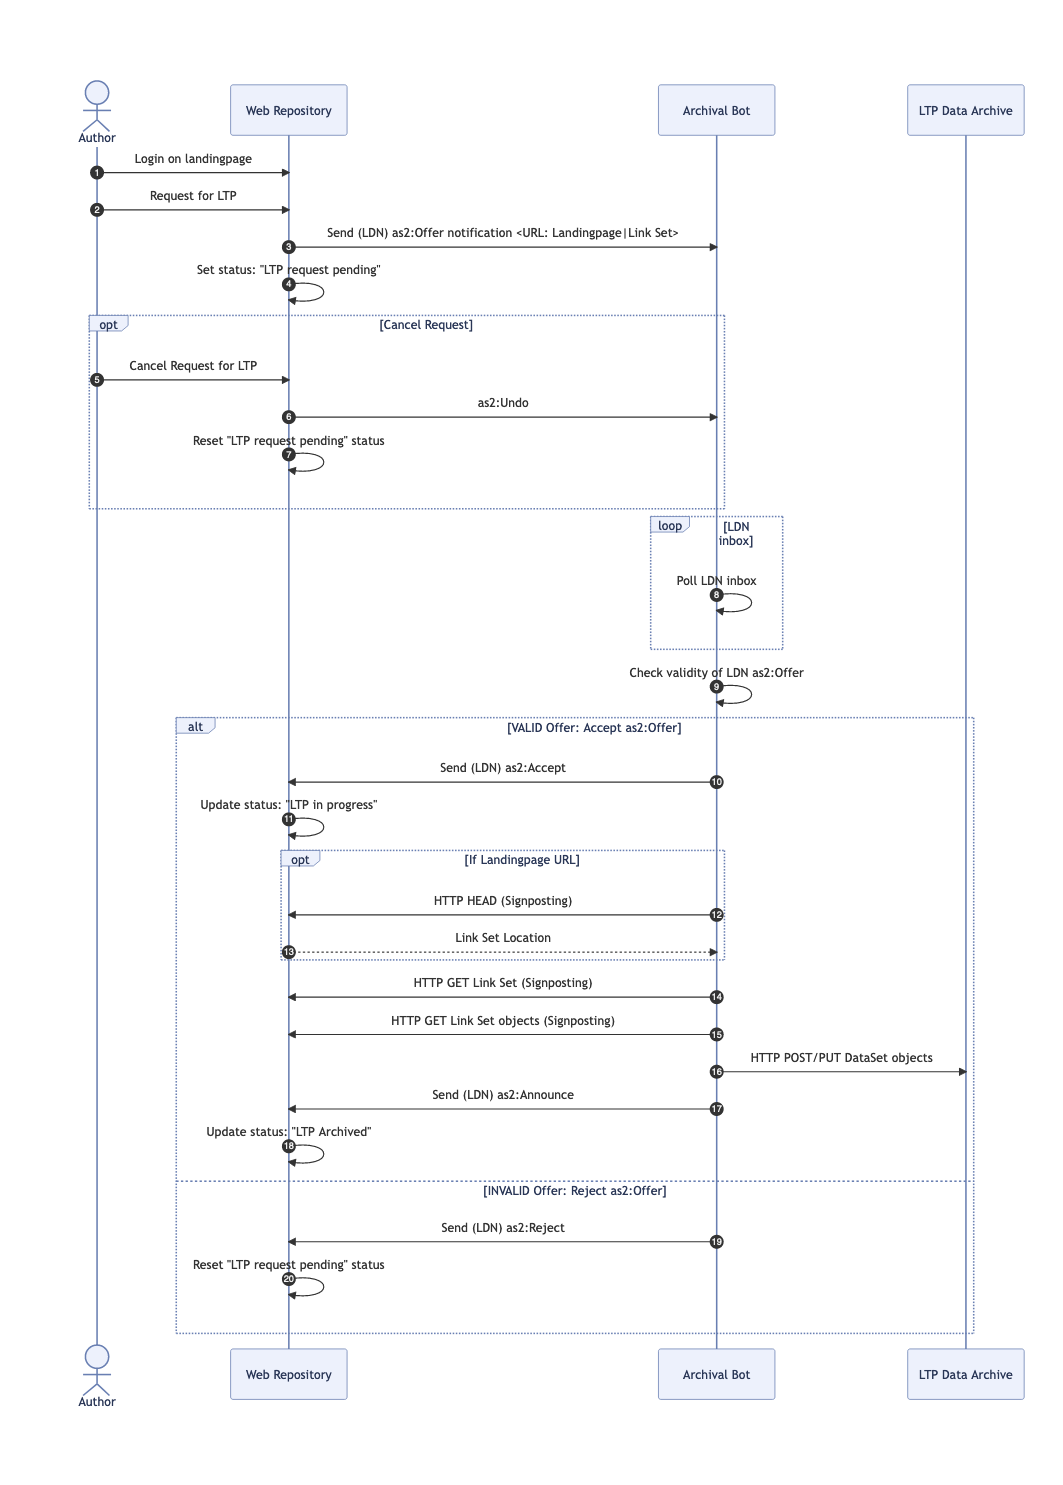 Author
Web Repository
Archival Bot
LTP Data Archive
Login on landingpage
1
Request for LTP
2
Send (LDN) as2:Offer notification <URL: Landingpage|Link Set>
3
Set status: "LTP request pending"
4
opt
[Cancel Request]
Cancel Request for LTP
5
as2:Undo
6
Reset "LTP request pending" status
7
loop
[LDN
inbox]
Poll LDN inbox
8
Check validity of LDN as2:Offer
9
alt
[VALID Offer: Accept as2:Offer]
Send (LDN) as2:Accept
10
Update status: "LTP in progress"
11
opt
[If Landingpage URL]
HTTP HEAD (Signposting)
12
Link Set Location
13
HTTP GET Link Set (Signposting)
14
HTTP GET Link Set objects (Signposting)
15
HTTP POST/PUT DataSet objects
16
Send (LDN) as2:Announce
17
Update status: "LTP Archived"
18
[INVALID Offer: Reject as2:Offer]
Send (LDN) as2:Reject
19
Reset "LTP request pending" status
20
Author
Web Repository
Archival Bot
LTP Data Archive